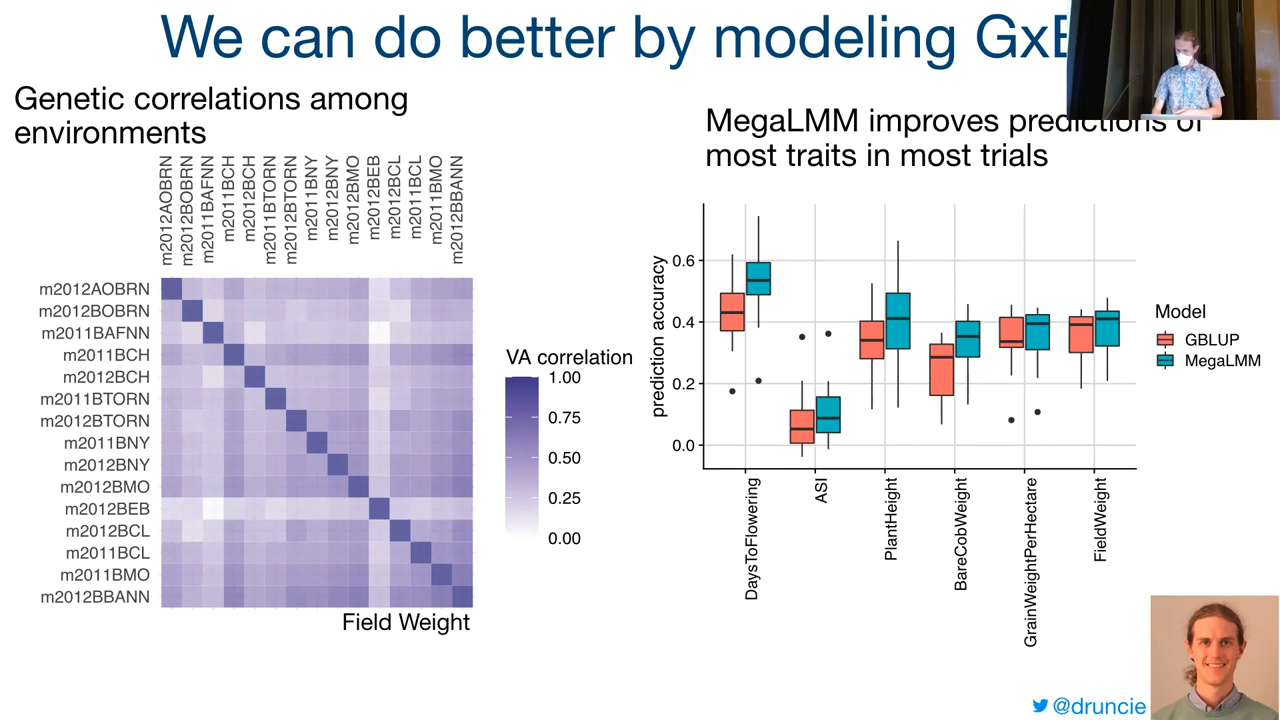 We can do better by modeling GxE
Genetic correlations among
environments
m2012AOBRN
m2012BOBRN
m2011BAFNN
m2011BCH
m2012BCH
m2011BTORN
m2012BTORN
m2011BNY
m2012BNY
m2012BMO
m2012BEB
m2012BCL
m2011BCL
m2011BMO
m2012BBANN
m2012AOBRN
m2012BOBRN
m2011BAFNN
m2011BCH
m2012BCH
m2011BTORN
m2012BTORN
m2011BNY
m2012BNY
m2012BMO
m2012BEB
m2012BCL
m2011BCL
m2011BMO
m2012BBANN
Field Weight
VA correlation
1.00
0.75
0.50
0.25
0.00
MegaLMM improves predictions of
most traits in most trials
prediction accuracy
0.6
0.4
0.2
0.0
DaysToFlowering
ASI
PlantHeight
BareCobWeight
GrainWeightPerHectare
FieldWeight
Model
GBLUP
MegaLMM
@druncie